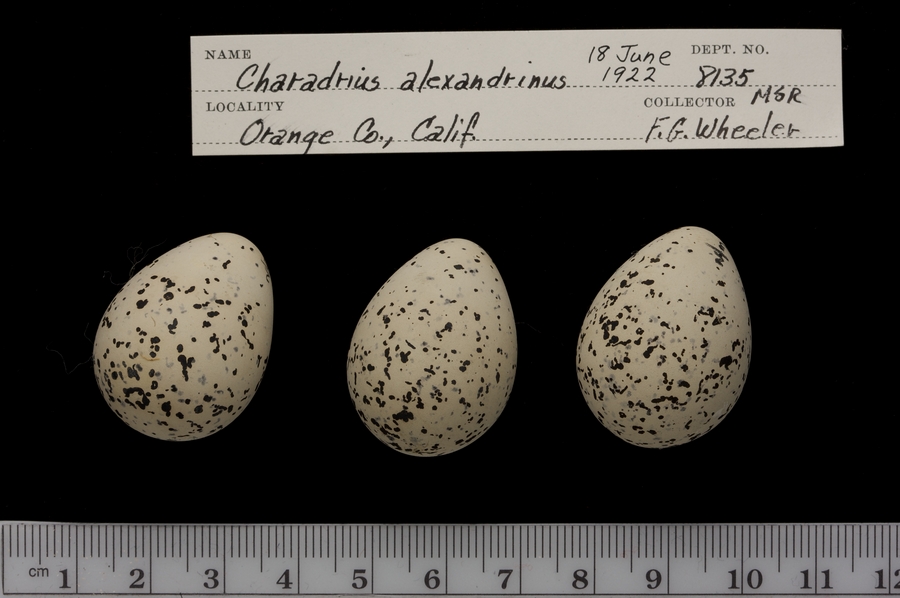 NAME Charadrius alexandrinus 18 June 1922 DEPT. NO. 8135
LOCALITY Orange Co., Calif. COLLECTOR MSR F.G. Wheeler
cm 1 2 3 4 5 6 7 8 9 10 11 12